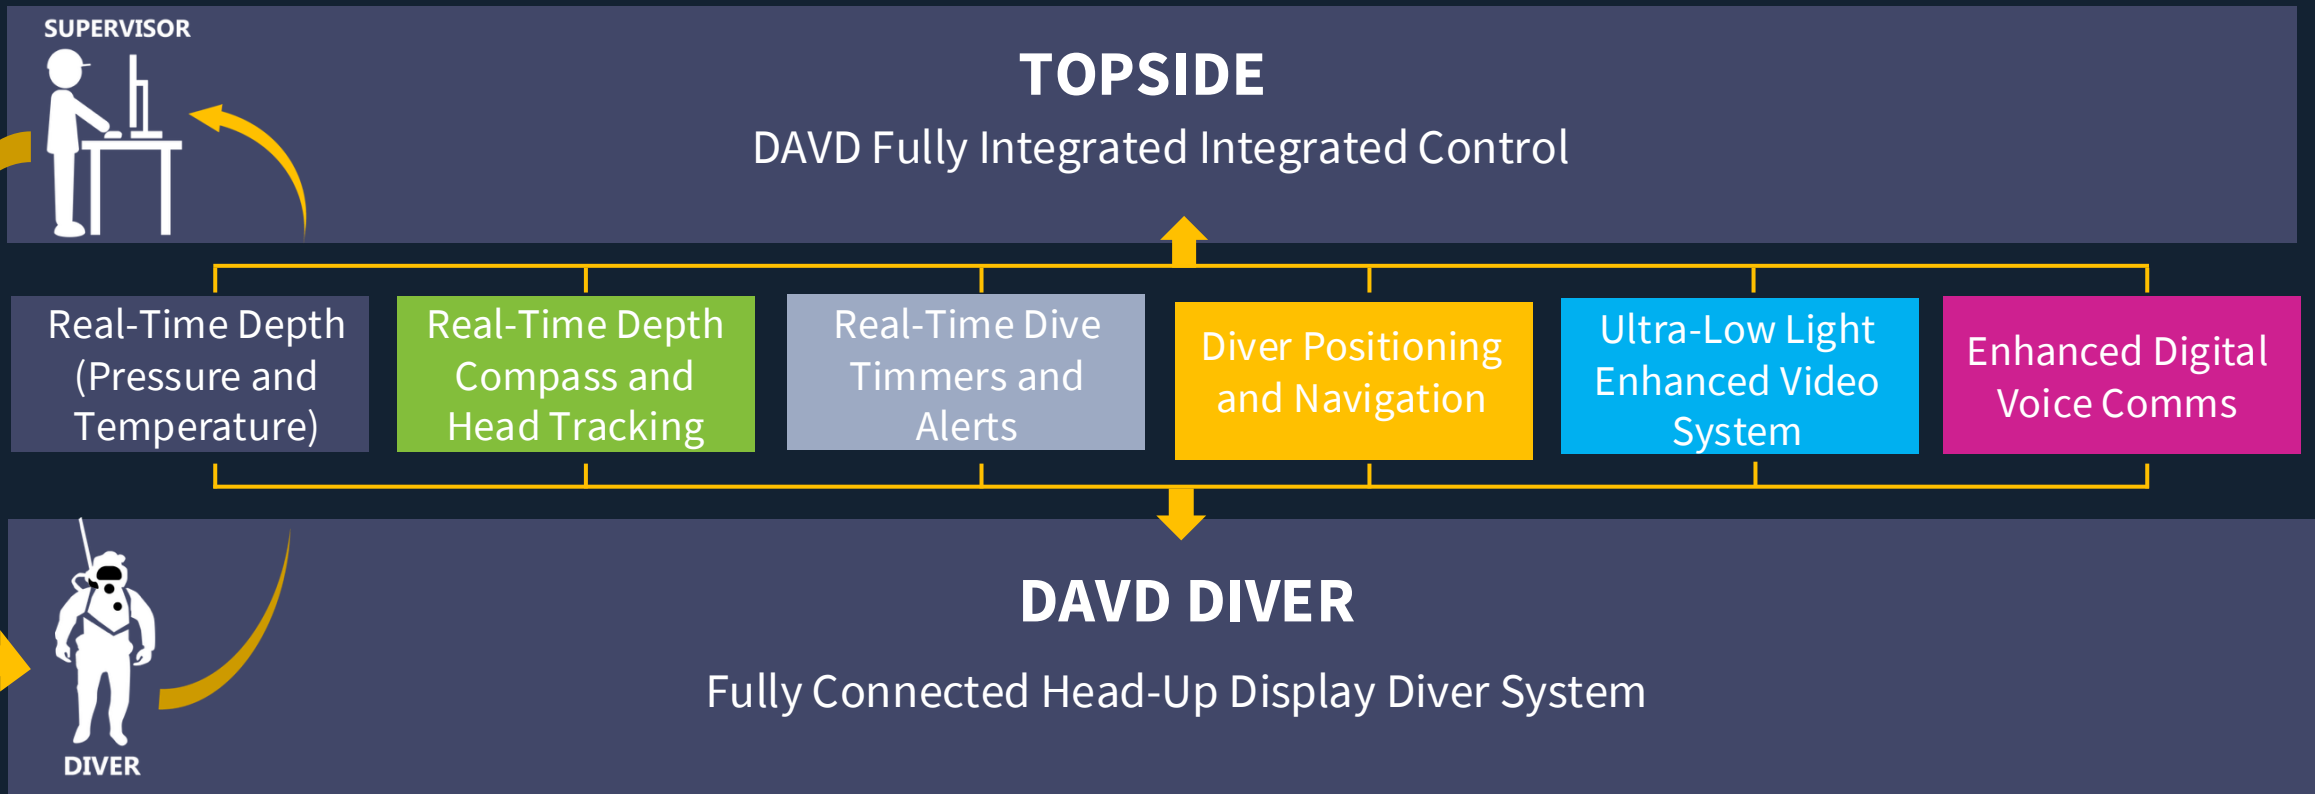 SUPERVISOR
TOPSIDE
DAVD Fully Integrated Integrated Control
Real-Time Depth
(Pressure and
Temperature)
Real-Time Depth
Compass and
Head Tracking
Real-Time Dive
Timmers and
Alerts
Diver Positioning
and Navigation
Ultra-Low Light
Enhanced Video
System
Enhanced Digital
Voice Comms
DAVD DIVER
Fully Connected Head-Up Display Diver System
DIVER